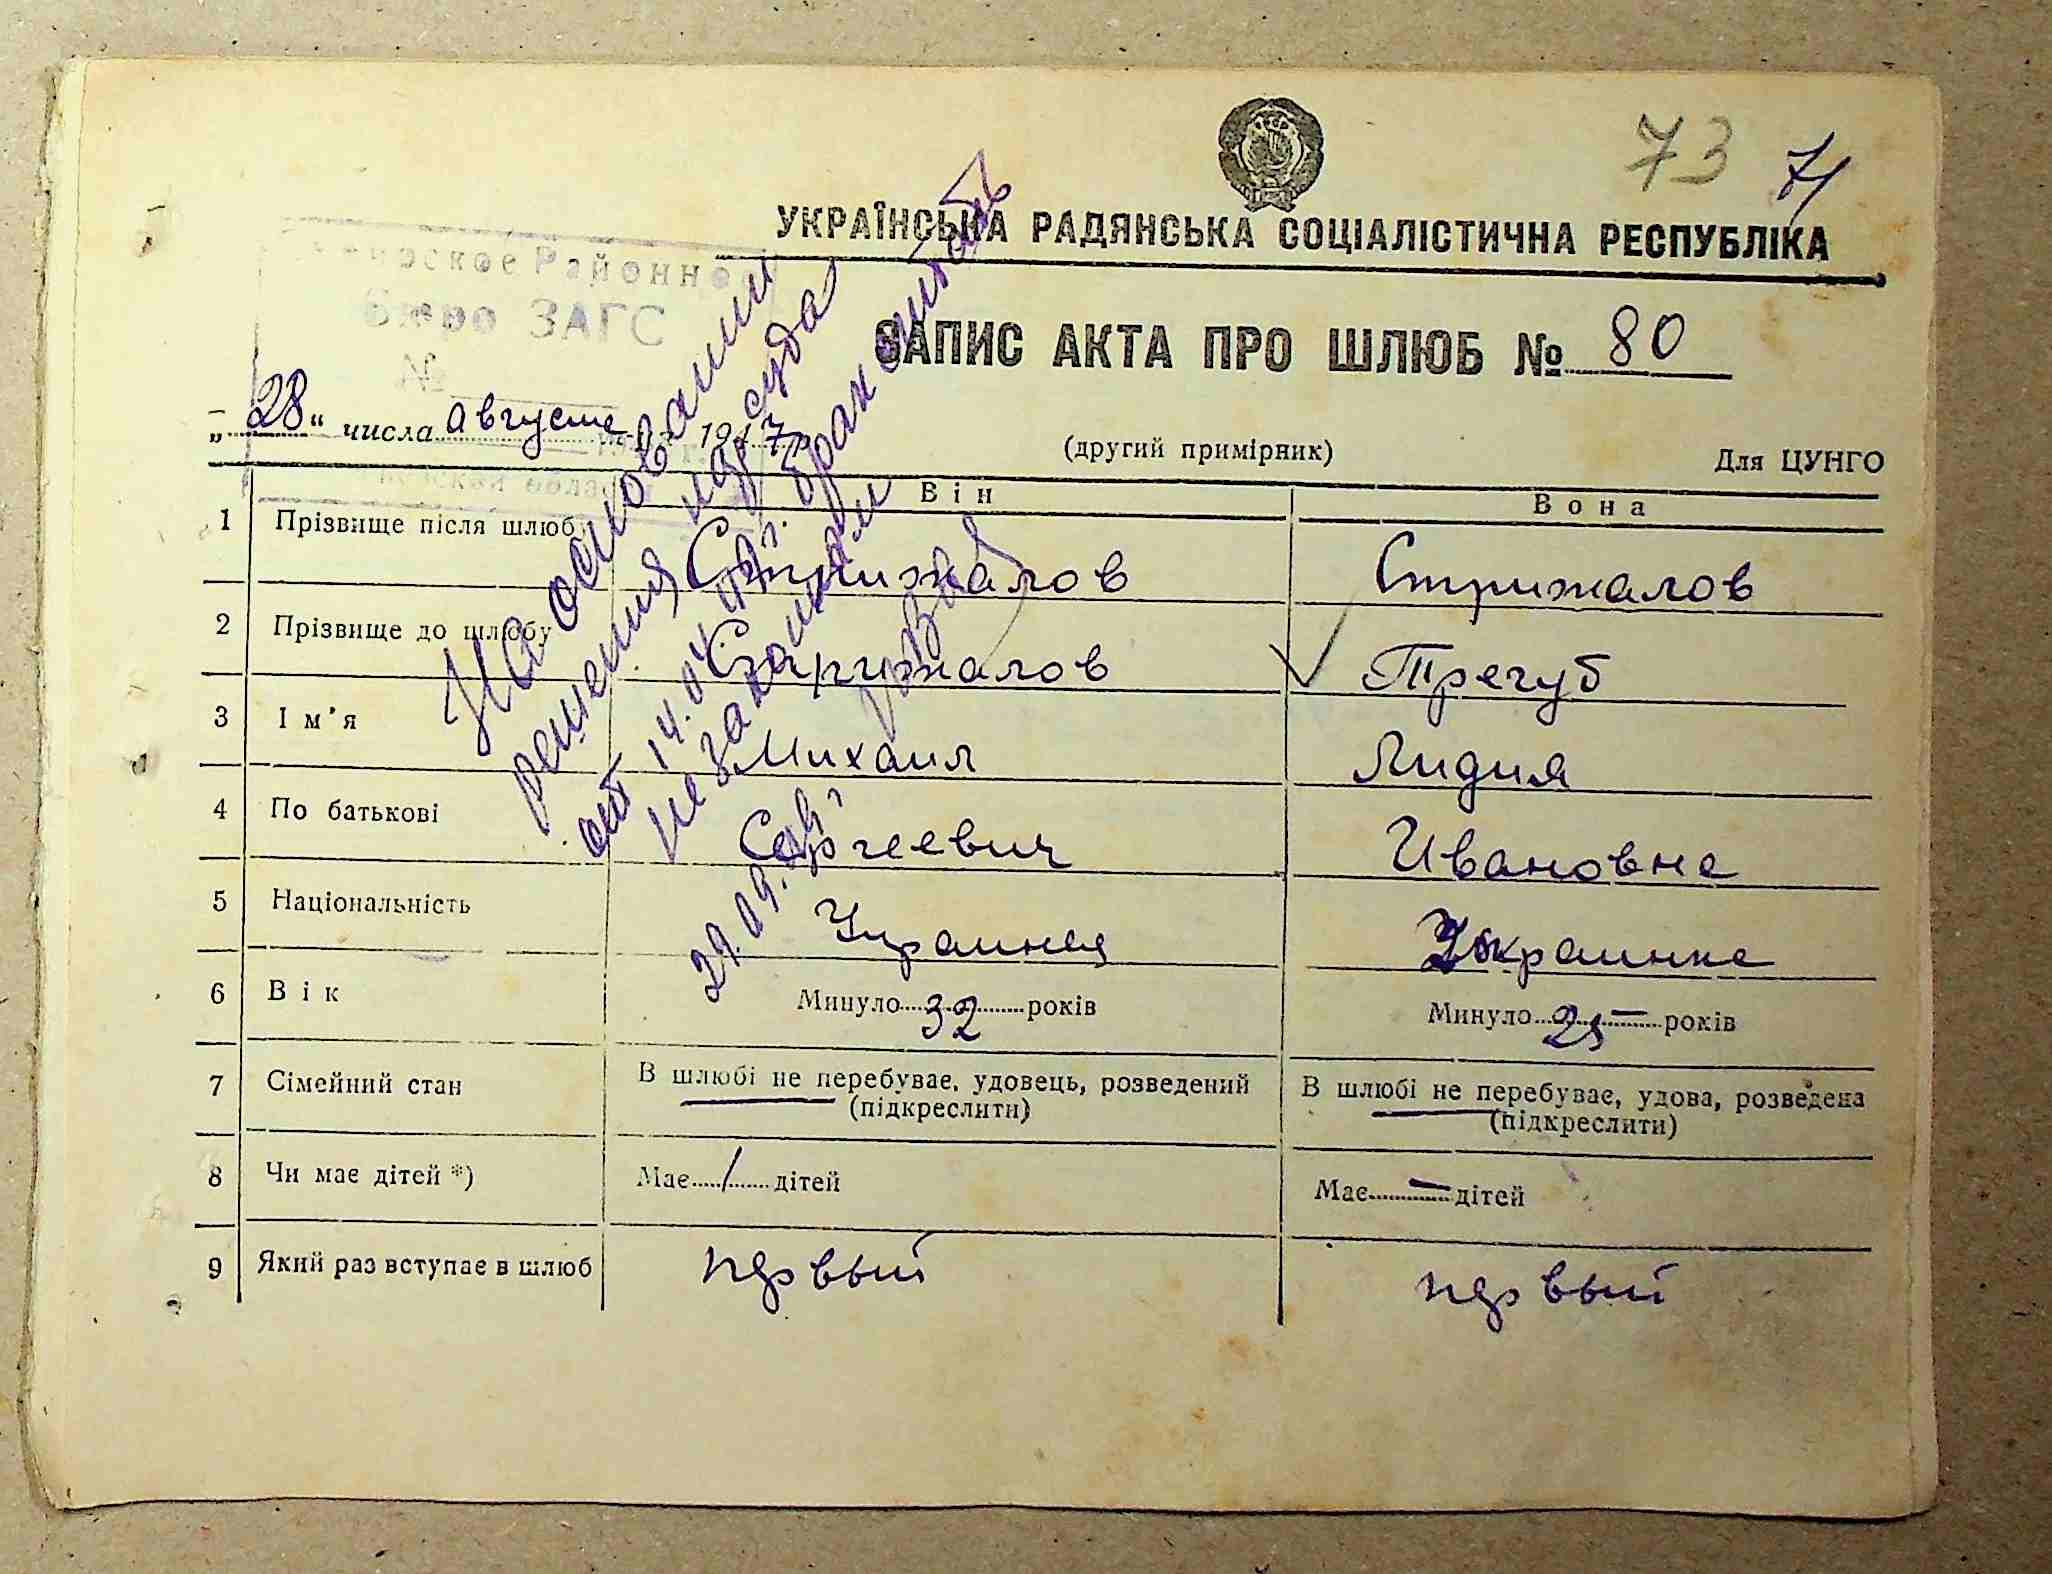 73 71
УКРАЇНСЬКА РАДЯНСЬКА СОЦІАЛІСТИЧНА РЕСПУБЛІКА
Районное
бюро ЗАГС
№
ЗАПИС АКТА ПРО ШЛЮБ № 80
„28“ числа августа 1947 р.
(другий примірник)
Для ЦУНГО
Він Вона
1 Прізвище після шлюбу Стрижалов Стрижалов
2 Прізвище до шлюбу Стрижалов Трегуб
3 Ім'я Михаил Лидия
4 По батькові Сергеевич Ивановна
5 Національність Украинец Украинка
6 Вік Минуло 32 років Минуло 25 років
7 Сімейний стан В шлюбі не перебуває, удовець, розведений В шлюбі не перебуває, удова, розведена
(підкреслити) (підкреслити)
8 Чи має дітей *) Має / дітей Має — дітей
9 Який раз вступає в шлюб первый первый
На основании
решения нар суда
от 14.04 брак считать
не законным
29.09